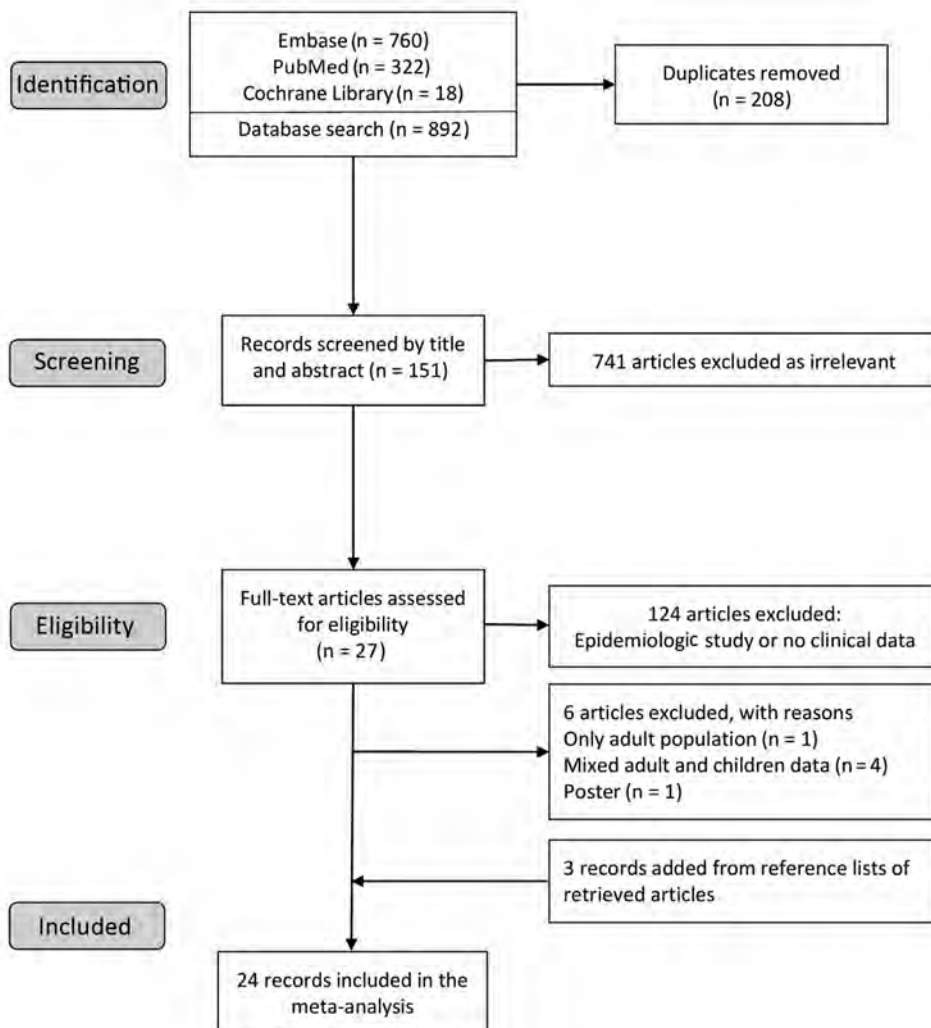 Identification
Embase (n = 760)
PubMed (n = 322)
Cochrane Library (n = 18)
Database search (n = 892)
Duplicates removed
(n = 208)
Screening
Records screened by title
and abstract (n = 151)
741 articles excluded as irrelevant
Eligibility
Full-text articles assessed
for eligibility
(n = 27)
124 articles excluded:
Epidemiologic study or no clinical data
6 articles excluded, with reasons
Only adult population (n = 1)
Mixed adult and children data (n = 4)
Poster (n = 1)
3 records added from reference lists of
retrieved articles
Included
24 records included in the
meta-analysis